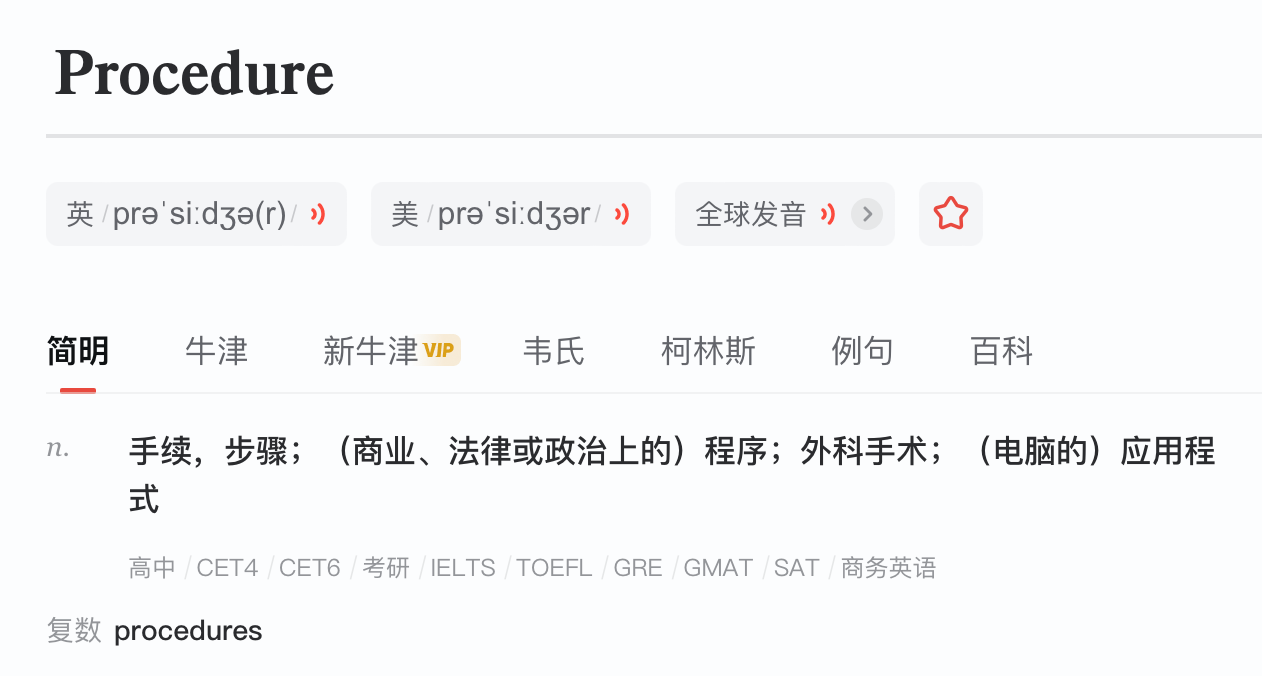 Procedure
英 /prəˈsiːdʒə(r)/ 美 /prəˈsiːdʒər/ 全球发音
简明 牛津 新牛津 VIP 韦氏 柯林斯 例句 百科
n. 手续，步骤；（商业、法律或政治上的）程序；外科手术；（电脑的）应用程
式
高中 / CET4 / CET6 / 考研 / IELTS / TOEFL / GRE / GMAT / SAT / 商务英语
复数 procedures